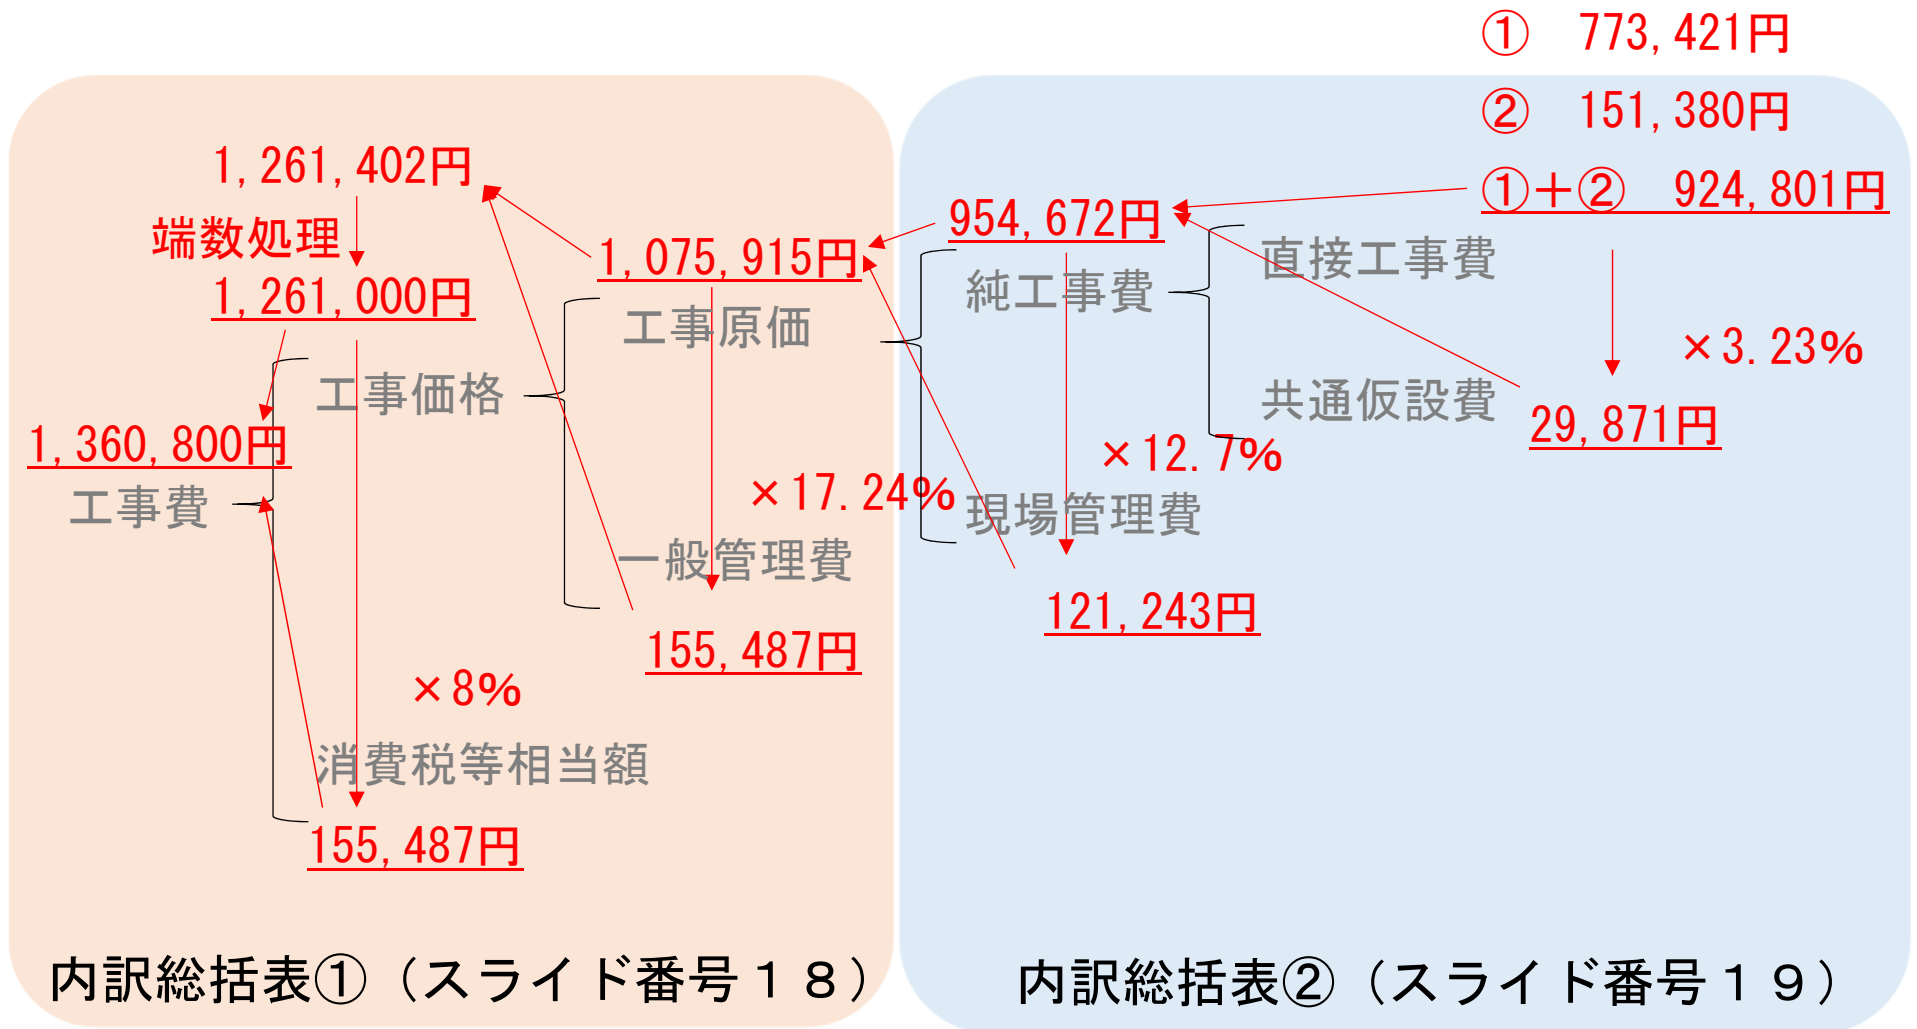 ① 773,421円
② 151,380円
①＋② 924,801円
1,261,402円
端数処理
1,261,000円
1,075,915円
954,672円
直接工事費
純工事費
工事原価
×3.23%
工事価格
共通仮設費
29,871円
1,360,800円
×12.7%
×17.24%
工事費
現場管理費
一般管理費
121,243円
155,487円
×8%
消費税等相当額
155,487円
内訳総括表①（スライド番号１８）
内訳総括表②（スライド番号１９）